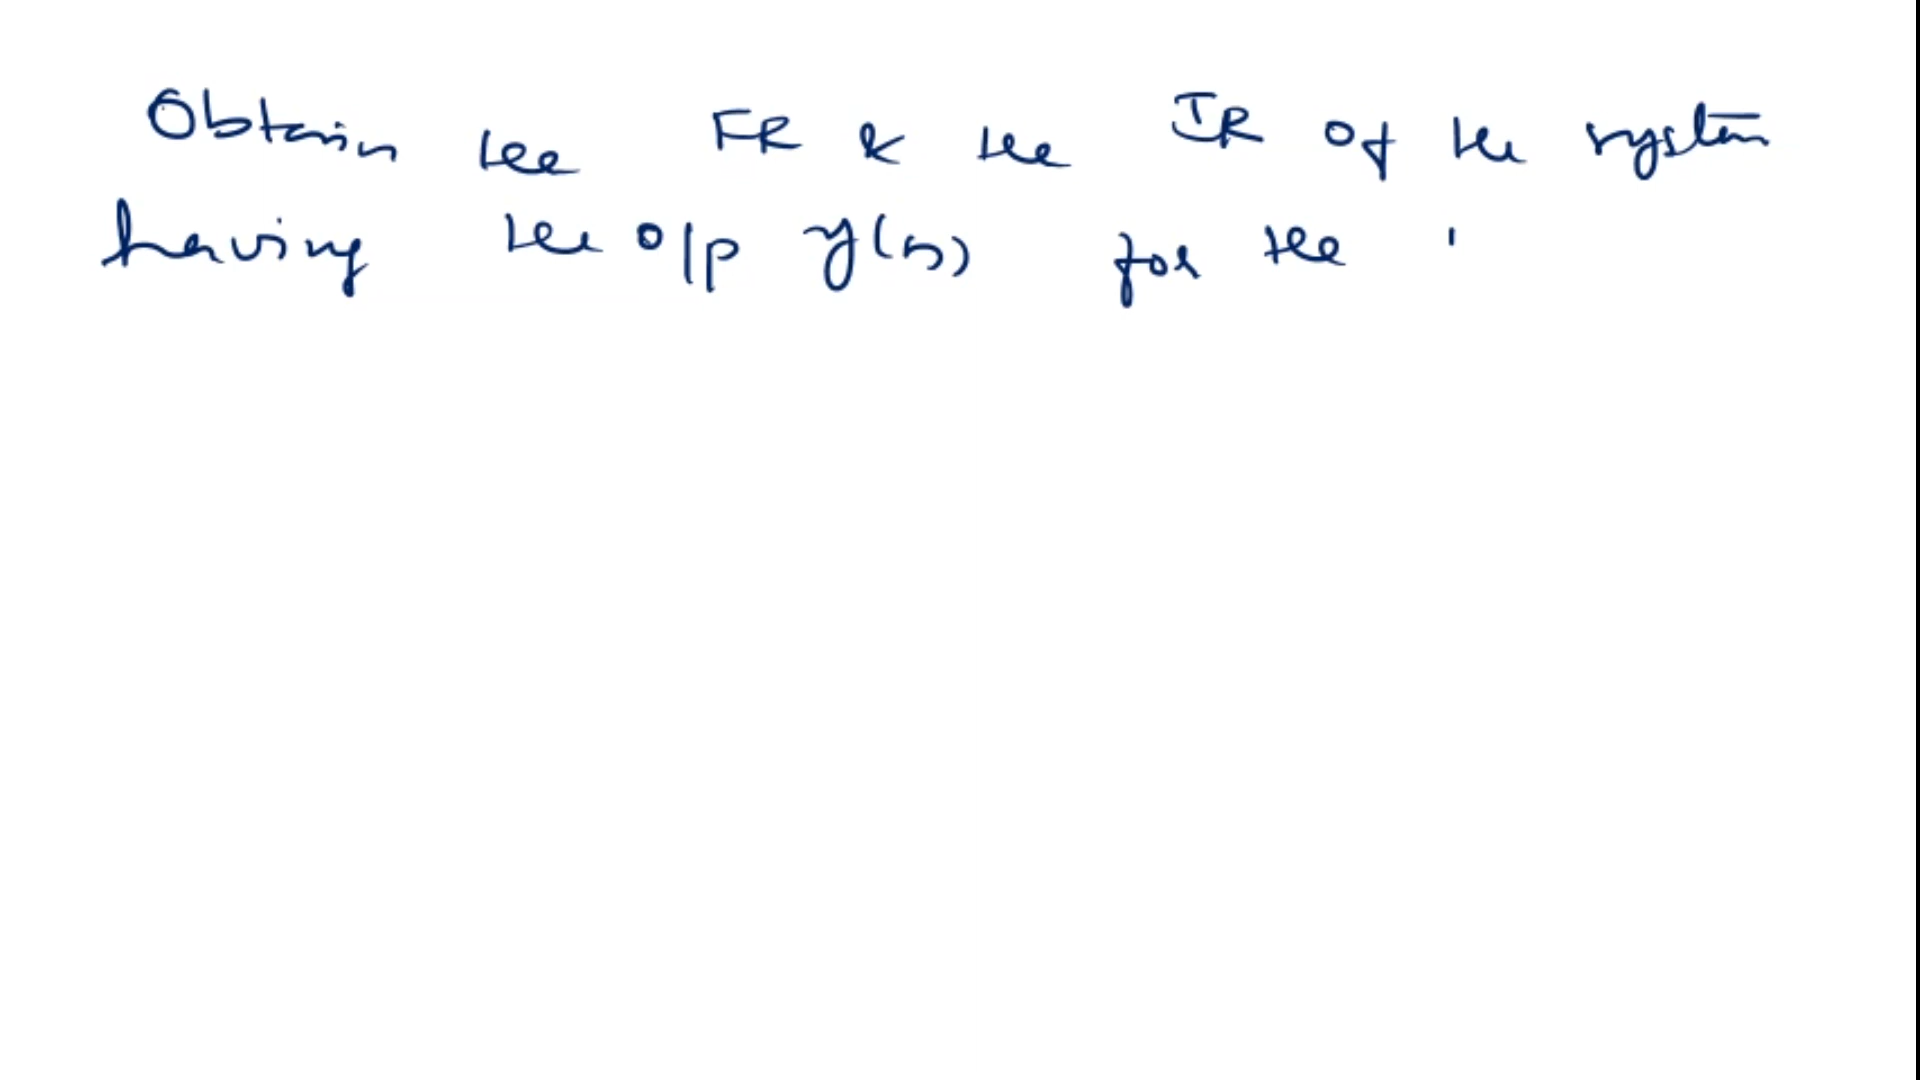 Obtain the FR & the IR of the system
having the o/p y(n) for the